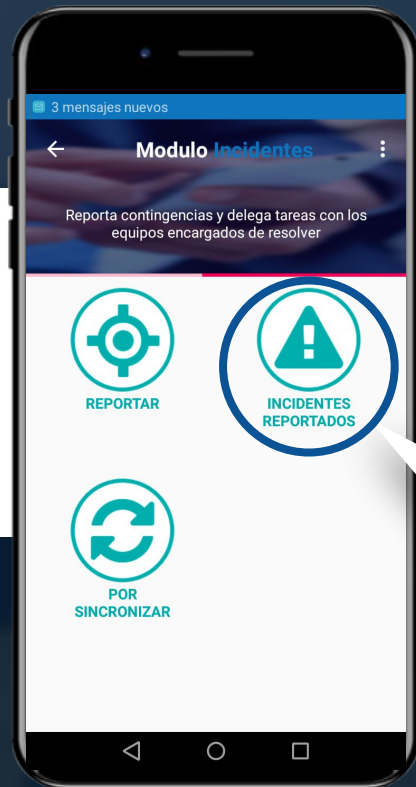 3 mensajes nuevos
Modulo Incidentes
Reporta contingencias y delega tareas con los
equipos encargados de resolver
REPORTAR
INCIDENTES
REPORTADOS
POR
SINCRONIZAR